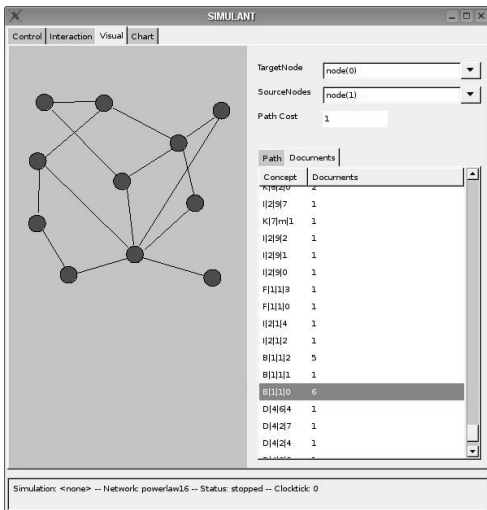 SIMULANT
Control Interaction Visual Chart
TargetNode node(0)
SourceNodes node(1)
Path Cost 1
Path Documents
Concept Documents
K|6|2|0 2
I|2|9|7 1
K|7|m|1 1
I|2|9|2 1
I|2|9|1 1
I|2|9|0 1
F|1|1|3 1
F|1|1|0 1
I|2|1|4 1
I|2|1|2 1
B|1|1|2 5
B|1|1|1 1
B|1|1|0 6
D|4|6|4 1
D|4|2|7 1
D|4|2|4 1
Simulation: <none> -- Network: powerlaw16 -- Status: stopped -- Clocktick: 0